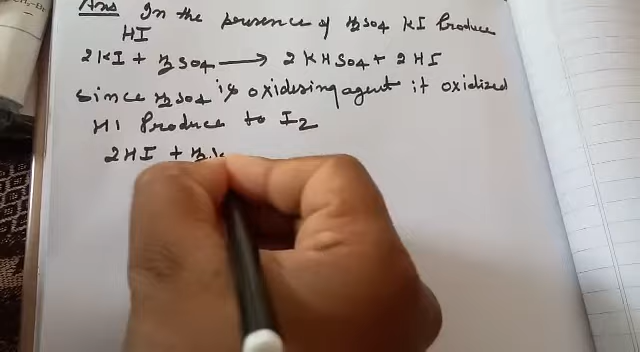 Ans In the presence of H2SO4 KI Produce
HI
2KI + H2SO4 → 2KHSO4 + 2HI
Since H2SO4 is oxidesing agent it oxidized
HI Produce to I2
2HI + H